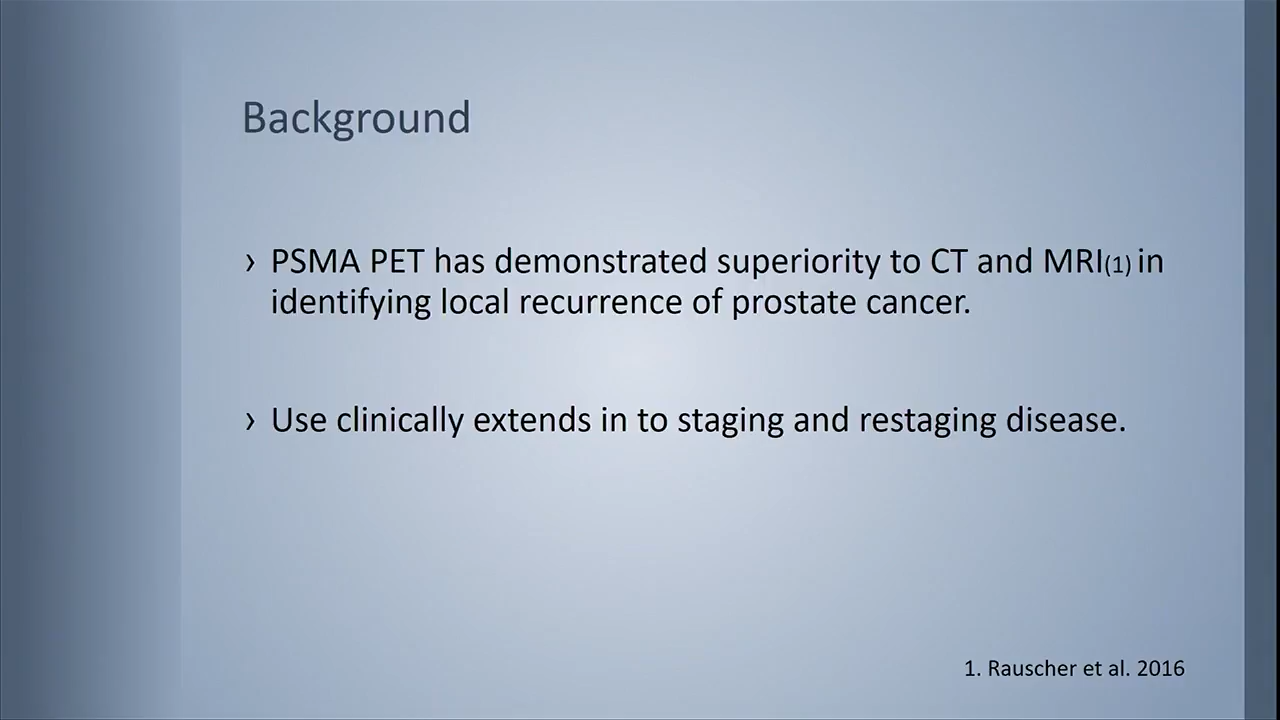 Background
› PSMA PET has demonstrated superiority to CT and MRI(1) in
identifying local recurrence of prostate cancer.
› Use clinically extends in to staging and restaging disease.
1. Rauscher et al. 2016